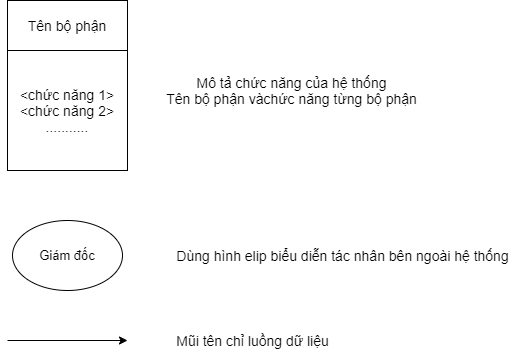 Tên bộ phận
<chức năng 1>
<chức năng 2>
...........
Mô tả chức năng của hệ thống
Tên bộ phận vàchức năng từng bộ phận
Giám đốc
Dùng hình elip biểu diễn tác nhân bên ngoài hệ thống
Mũi tên chỉ luồng dữ liệu